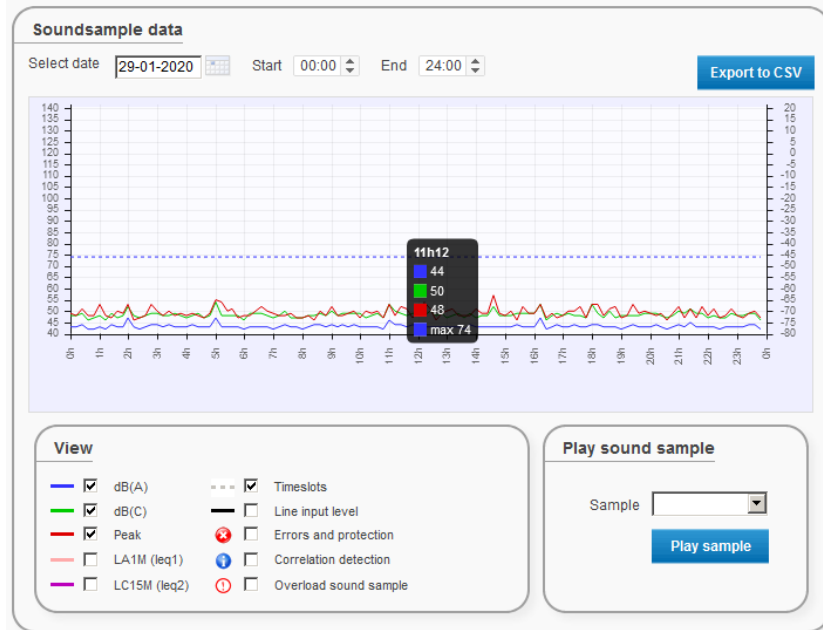 Soundsample data
Select date 29-01-2020 Start 00:00 End 24:00
Export to CSV
140 20
135 15
130 10
125 5
120 0
115 -5
110 -10
105 -15
100 -20
95 -25
90 -30
85 -35
80 -40
75 -45
70 -50
65 -55
60 -60
55 -65
50 -70
45 -75
40 -80
11h12
44
50
48
max 74
0h 1h 2h 3h 4h 5h 6h 7h 8h 9h 10h 11h 12h 13h 14h 15h 16h 17h 18h 19h 20h 21h 22h 23h 0h
View
dB(A) Timeslots
dB(C) Line input level
Peak Errors and protection
LA1M (leq1) Correlation detection
LC15M (leq2) Overload sound sample
Play sound sample
Sample
Play sample